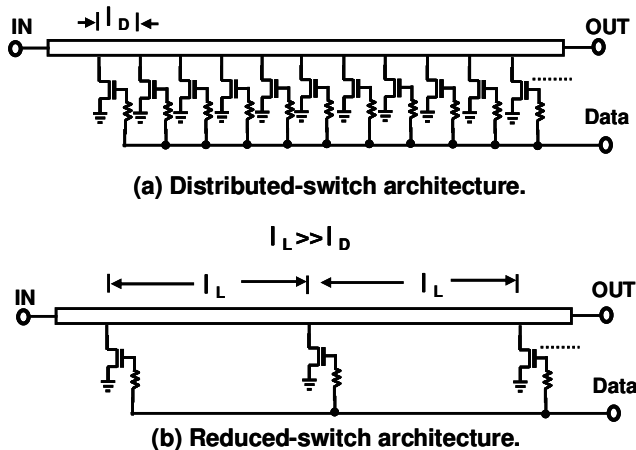 IN
l D
OUT
Data
(a) Distributed-switch architecture.
l L >> l D
IN
l L
l L
OUT
Data
(b) Reduced-switch architecture.